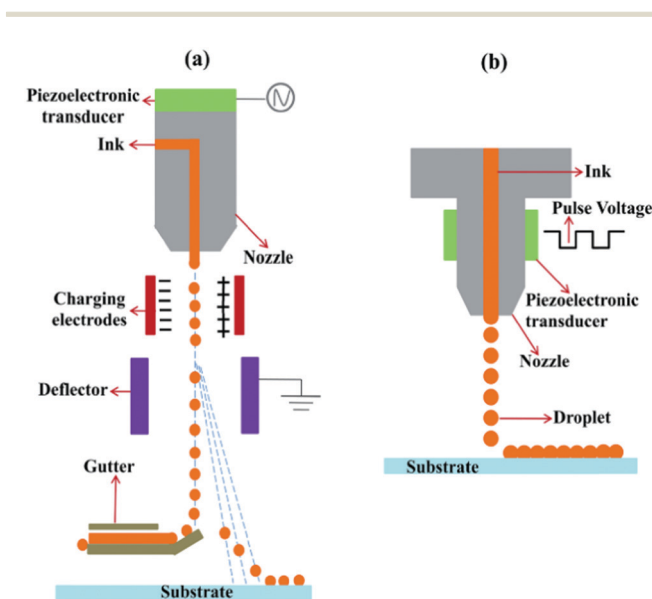 (a)
Piezoelectronic
transducer
Ink
Nozzle
Charging
electrodes
Deflector
Gutter
Substrate
(b)
Ink
Pulse Voltage
Piezoelectronic
transducer
Nozzle
Droplet
Substrate